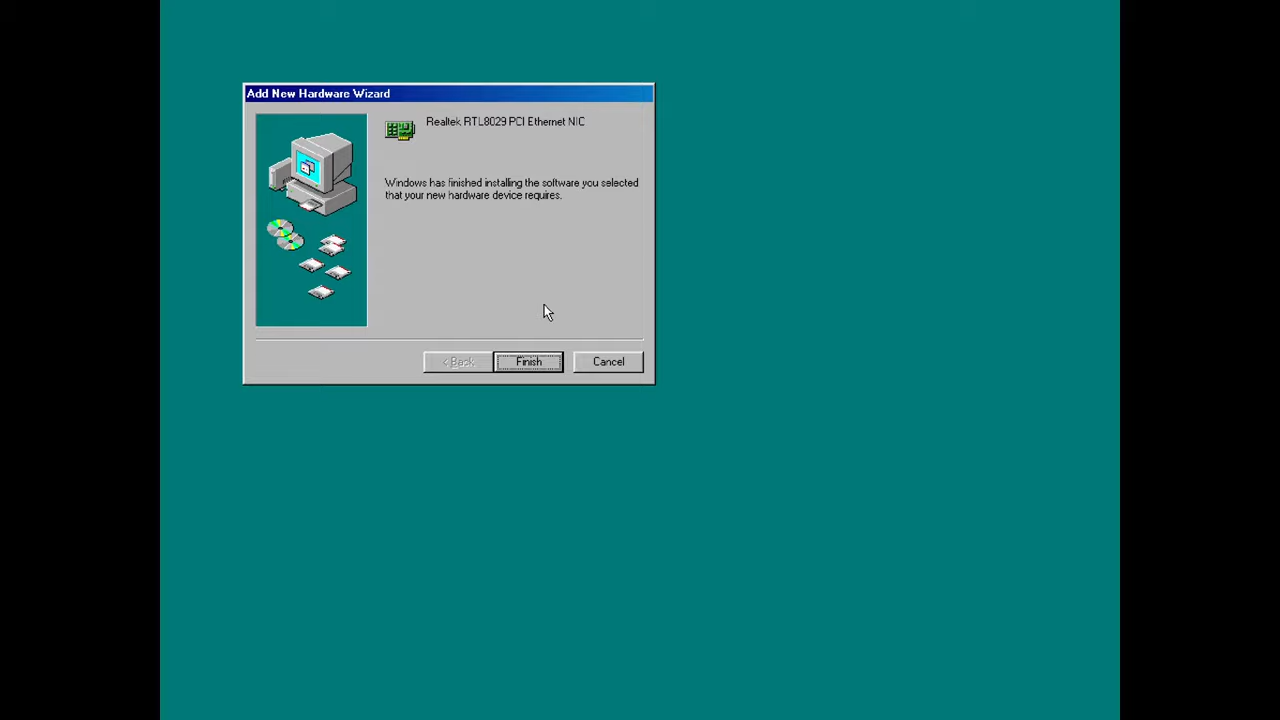 Add New Hardware Wizard
Realtek RTL8029 PCI Ethernet NIC
Windows has finished installing the software you selected
that your new hardware device requires.
< Back
Finish
Cancel